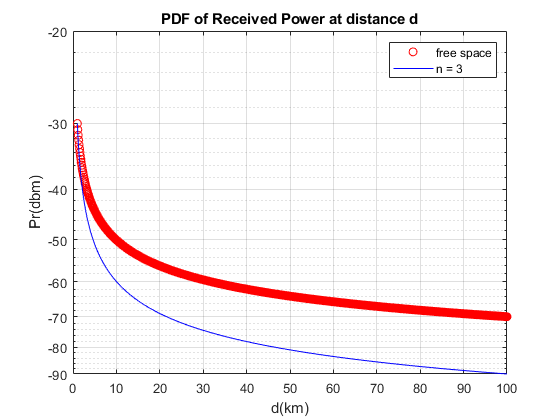 PDF of Received Power at distance d
-20
free space
n = 3
-30
-40
-50
-60
-70
-80
-90
Pr(dbm)
0 10 20 30 40 50 60 70 80 90 100
d(km)